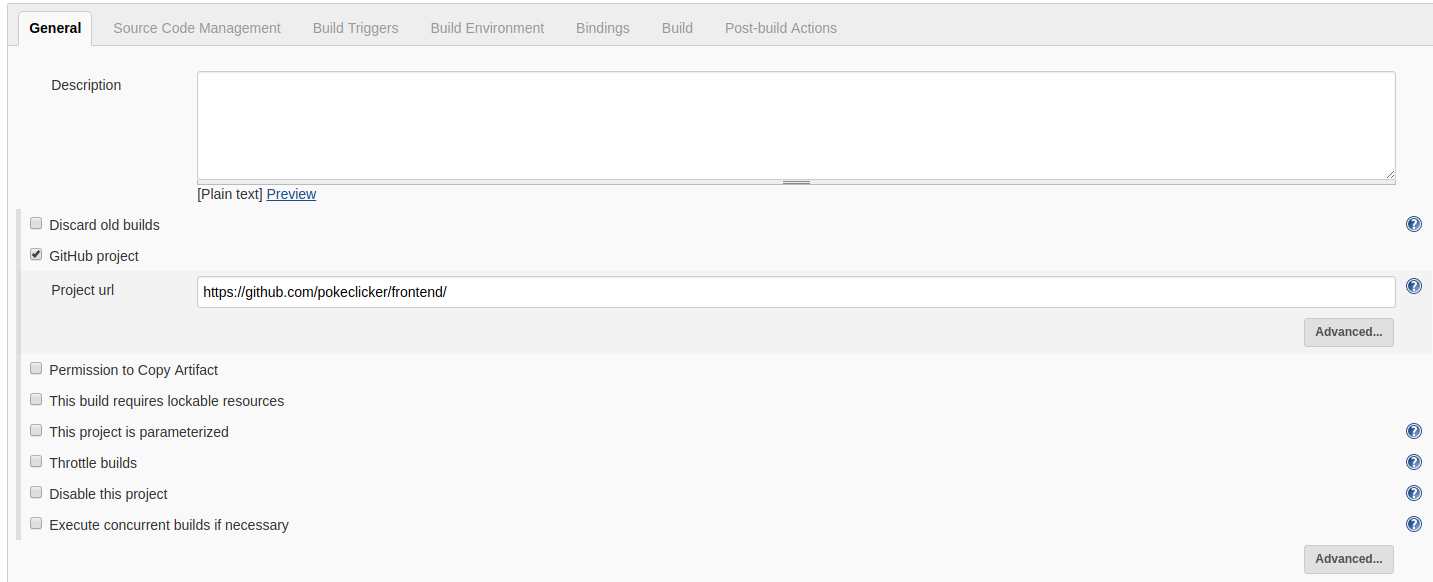 General Source Code Management Build Triggers Build Environment Bindings Build Post-build Actions
Description
[Plain text] Preview
Discard old builds
GitHub project
Project url https://github.com/pokeclicker/frontend/
Advanced...
Permission to Copy Artifact
This build requires lockable resources
This project is parameterized
Throttle builds
Disable this project
Execute concurrent builds if necessary
Advanced...